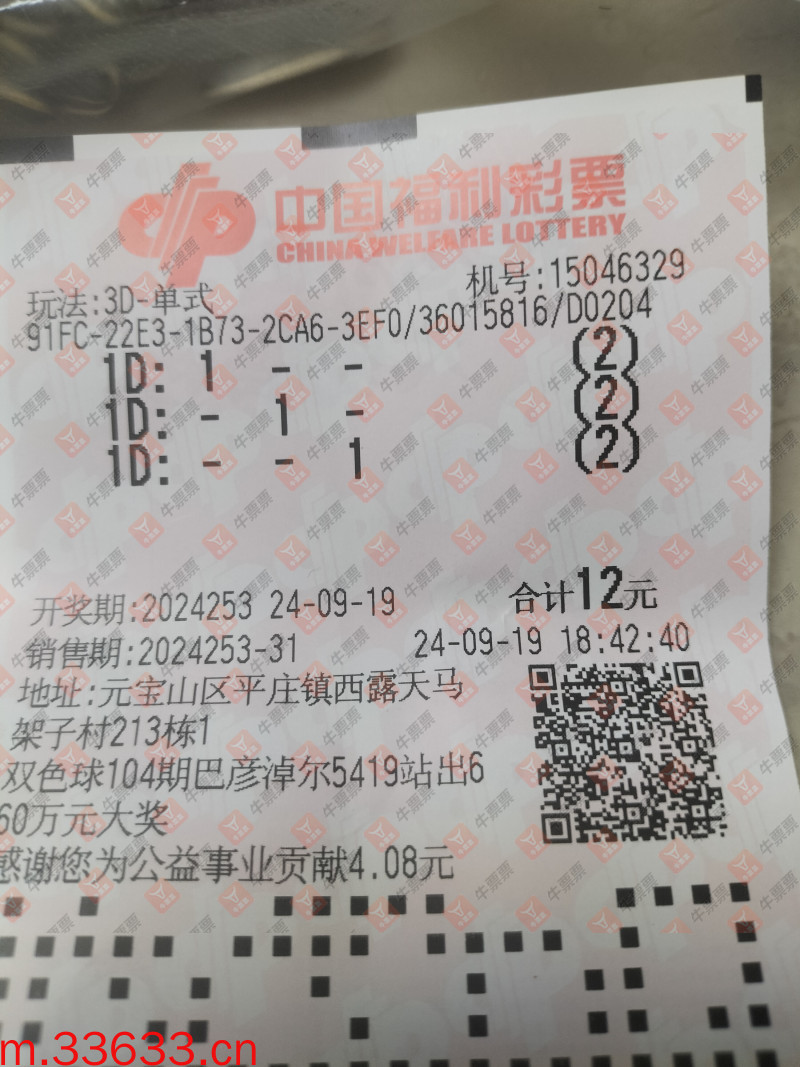 中国福利彩票
CHINA WELFARE LOTTERY
玩法:3D-单式 机号:15046329
91FC-22E3-1B73-2CA6-3EF0/36015816/D0204
1D: 1 - - (2)
1D: - 1 - (2)
1D: - - 1 (2)
开奖期:2024253 24-09-19 合计12元
销售期:2024253-31 24-09-19 18:42:40
地址:元宝山区平庄镇西露天马
架子村213栋1
双色球104期巴彦淖尔5419站出6
60万元大奖
感谢您为公益事业贡献4.08元
m.33633.cn
牛票票